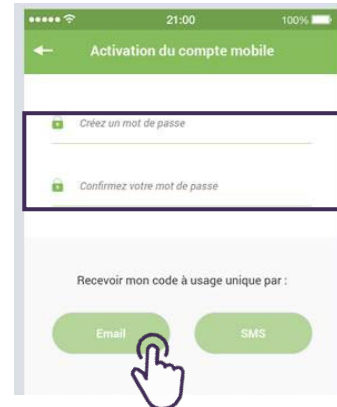 21:00 100%
Activation du compte mobile
Créez un mot de passe
Confirmez votre mot de passe
Recevoir mon code à usage unique par :
Email SMS